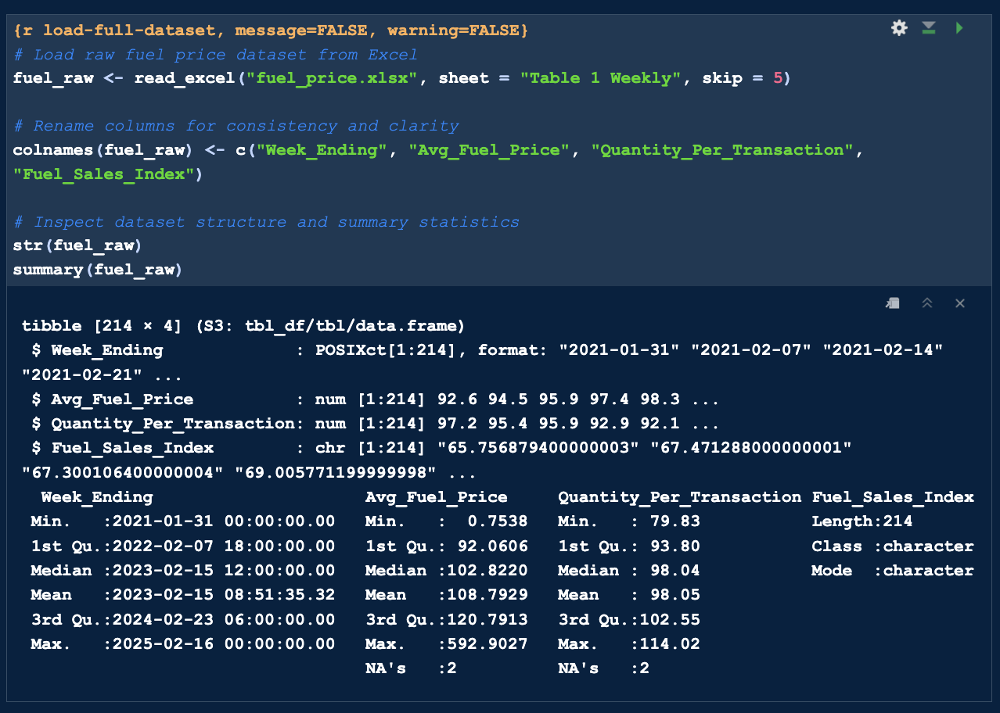 {r load-full-dataset, message=FALSE, warning=FALSE}
# Load raw fuel price dataset from Excel
fuel_raw <- read_excel("fuel_price.xlsx", sheet = "Table 1 Weekly", skip = 5)
# Rename columns for consistency and clarity
colnames(fuel_raw) <- c("Week_Ending", "Avg_Fuel_Price", "Quantity_Per_Transaction",
"Fuel_Sales_Index")
# Inspect dataset structure and summary statistics
str(fuel_raw)
summary(fuel_raw)
tibble [214 × 4] (S3: tbl_df/tbl/data.frame)
 $ Week_Ending             : POSIXct[1:214], format: "2021-01-31" "2021-02-07" "2021-02-14"
"2021-02-21" ...
 $ Avg_Fuel_Price          : num [1:214] 92.6 94.5 95.9 97.4 98.3 ...
 $ Quantity_Per_Transaction: num [1:214] 97.2 95.4 95.9 92.9 92.1 ...
 $ Fuel_Sales_Index        : chr [1:214] "65.756879400000003" "67.471288000000001"
"67.300106400000004" "69.005771199999998" ...
  Week_Ending                     Avg_Fuel_Price     Quantity_Per_Transaction Fuel_Sales_Index
 Min.   :2021-01-31 00:00:00.00   Min.   :  0.7538   Min.   : 79.83           Length:214
 1st Qu.:2022-02-07 18:00:00.00   1st Qu.: 92.0606   1st Qu.: 93.80           Class :character
 Median :2023-02-15 12:00:00.00   Median :102.8220   Median : 98.04           Mode  :character
 Mean   :2023-02-15 08:51:35.32   Mean   :108.7929   Mean   : 98.05
 3rd Qu.:2024-02-23 06:00:00.00   3rd Qu.:120.7913   3rd Qu.:102.55
 Max.   :2025-02-16 00:00:00.00   Max.   :592.9027   Max.   :114.02
                                  NA's   :2          NA's   :2